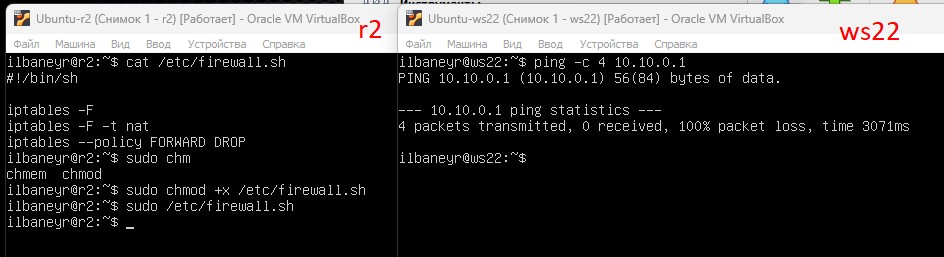 Ubuntu-r2 (Снимок 1 - r2) [Работает] - Oracle VM VirtualBox
r2
Файл Машина Вид Ввод Устройства Справка
ilbaneyr@r2:~$ cat /etc/firewall.sh
#!/bin/sh
iptables -F
iptables -F -t nat
iptables --policy FORWARD DROP
ilbaneyr@r2:~$ sudo chm
chmem chmod
ilbaneyr@r2:~$ sudo chmod +x /etc/firewall.sh
ilbaneyr@r2:~$ sudo /etc/firewall.sh
ilbaneyr@r2:~$ _
Ubuntu-ws22 (Снимок 1 - ws22) [Работает] - Oracle VM VirtualBox
ws22
Файл Машина Вид Ввод Устройства Справка
ilbaneyr@ws22:~$ ping -c 4 10.10.0.1
PING 10.10.0.1 (10.10.0.1) 56(84) bytes of data.
--- 10.10.0.1 ping statistics ---
4 packets transmitted, 0 received, 100% packet loss, time 3071ms
ilbaneyr@ws22:~$